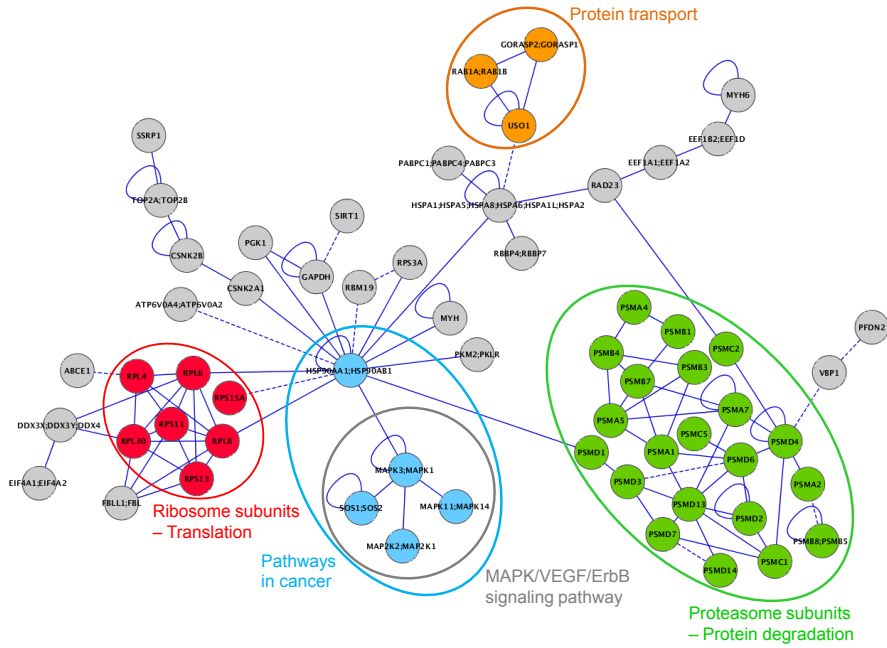 Protein transport
GORASP2;GORASP1
RAB1A;RAB1B
MYH6
USO1
SSRP1
EEF1B2;EEF1D
PABPC1;PABPC4;PABPC3
EEF1A1;EEF1A2
RAD23
TOP2A;TOP2B
HSPA1;HSPA5;HSPA8;HSPA6;HSPA1L;HSPA2
SIRT1
PGK1
CSNK2B
RBBP4;RBBP7
RPS3A
GAPDH
CSNK2A1
RBM19
ATP6V0A4;ATP6V0A2
PSMA4
MYH
PFDN2
PSMB1
PSMC2
PSMB4
PKM2;PKLR
PSMB3
HSP90AA1;HSP90AB1
ABCE1
RPL4
RPL6
VBP1
PSMB7
RPS15A
PSMA5
PSMA7
DDX3X;DDX3Y;DDX4
RPS11
PSMC5
RPL30
RPL8
PSMD4
PSMD1
PSMA1
PSMD6
MAPK3;MAPK1
RPS13
PSMD3
PSMA2
EIF4A1;EIF4A2
FBLL1;FBL
PSMD13
SOS1;SOS2
MAPK11;MAPK14
PSMD2
Ribosome subunits
– Translation
PSMD7
PSMB8;PSMB5
MAP2K2;MAP2K1
PSMC1
PSMD14
Pathways
in cancer
MAPK/VEGF/ErbB
signaling pathway
Proteasome subunits
– Protein degradation